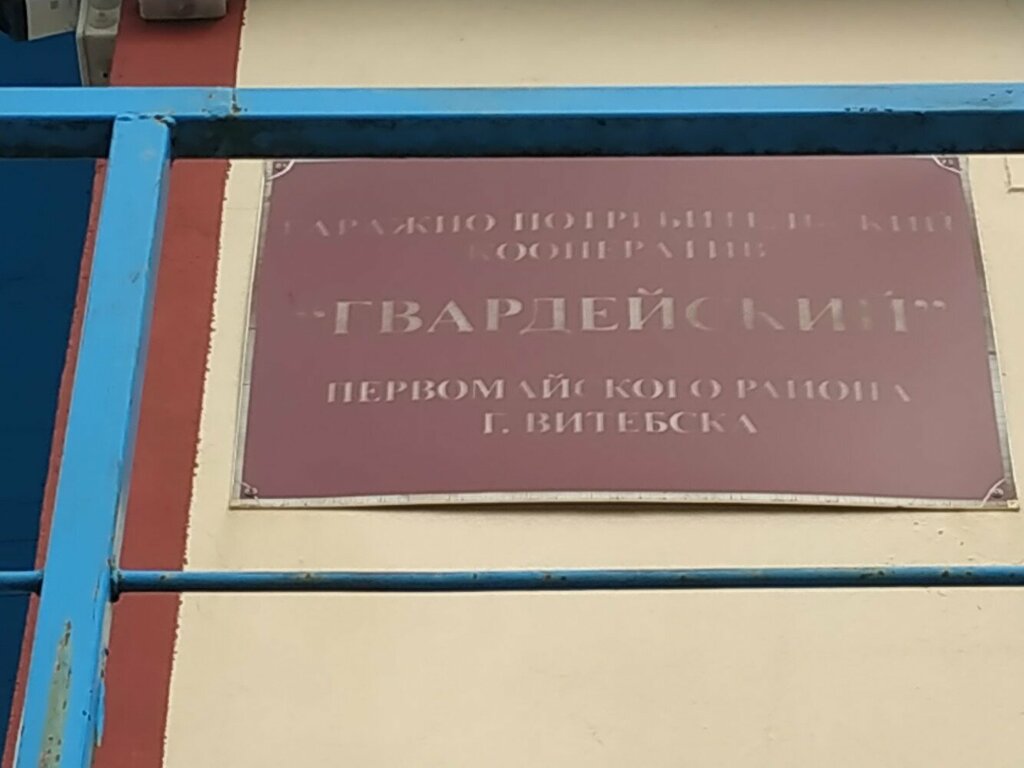 ГАРАЖНО ПОТРЕБИТЕЛЬСКИЙ
КООПЕРАТИВ
"ГВАРДЕЙСКИЙ"
ПЕРВОМАЙСКОГО РАЙОНА
Г. ВИТЕБСКА